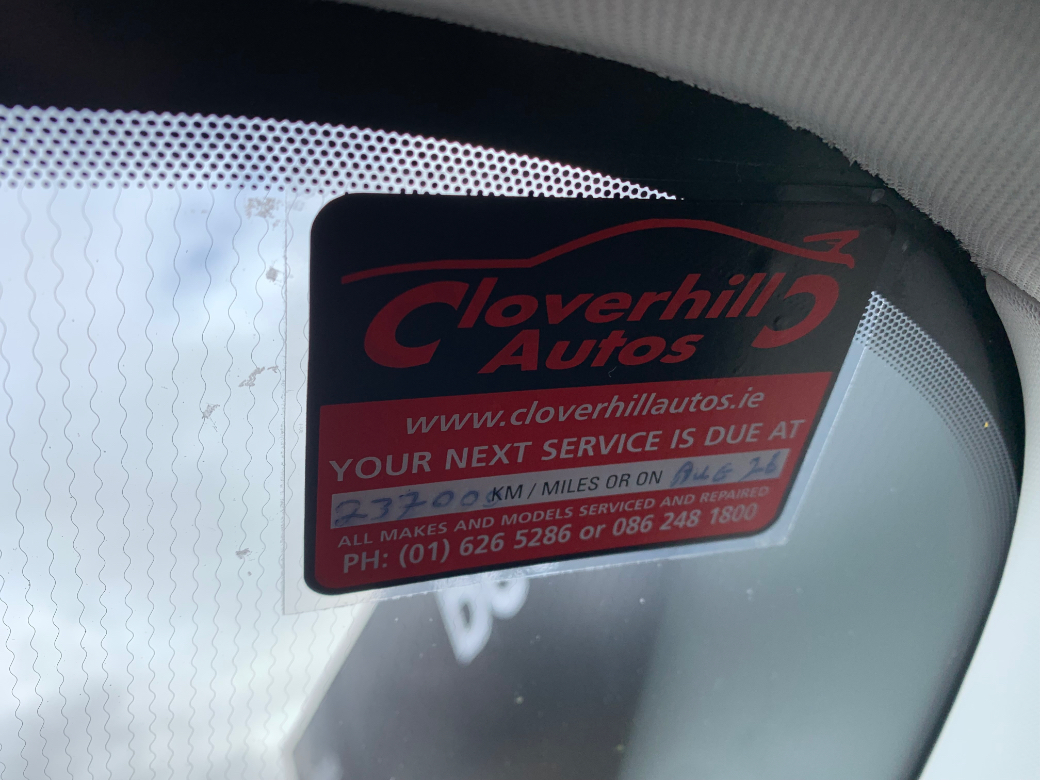 Cloverhill
Autos
www.cloverhillautos.ie
YOUR NEXT SERVICE IS DUE AT
237000 KM / MILES OR ON AUG 26
ALL MAKES AND MODELS SERVICED AND REPAIRED
PH: (01) 626 5286 or 086 248 1800